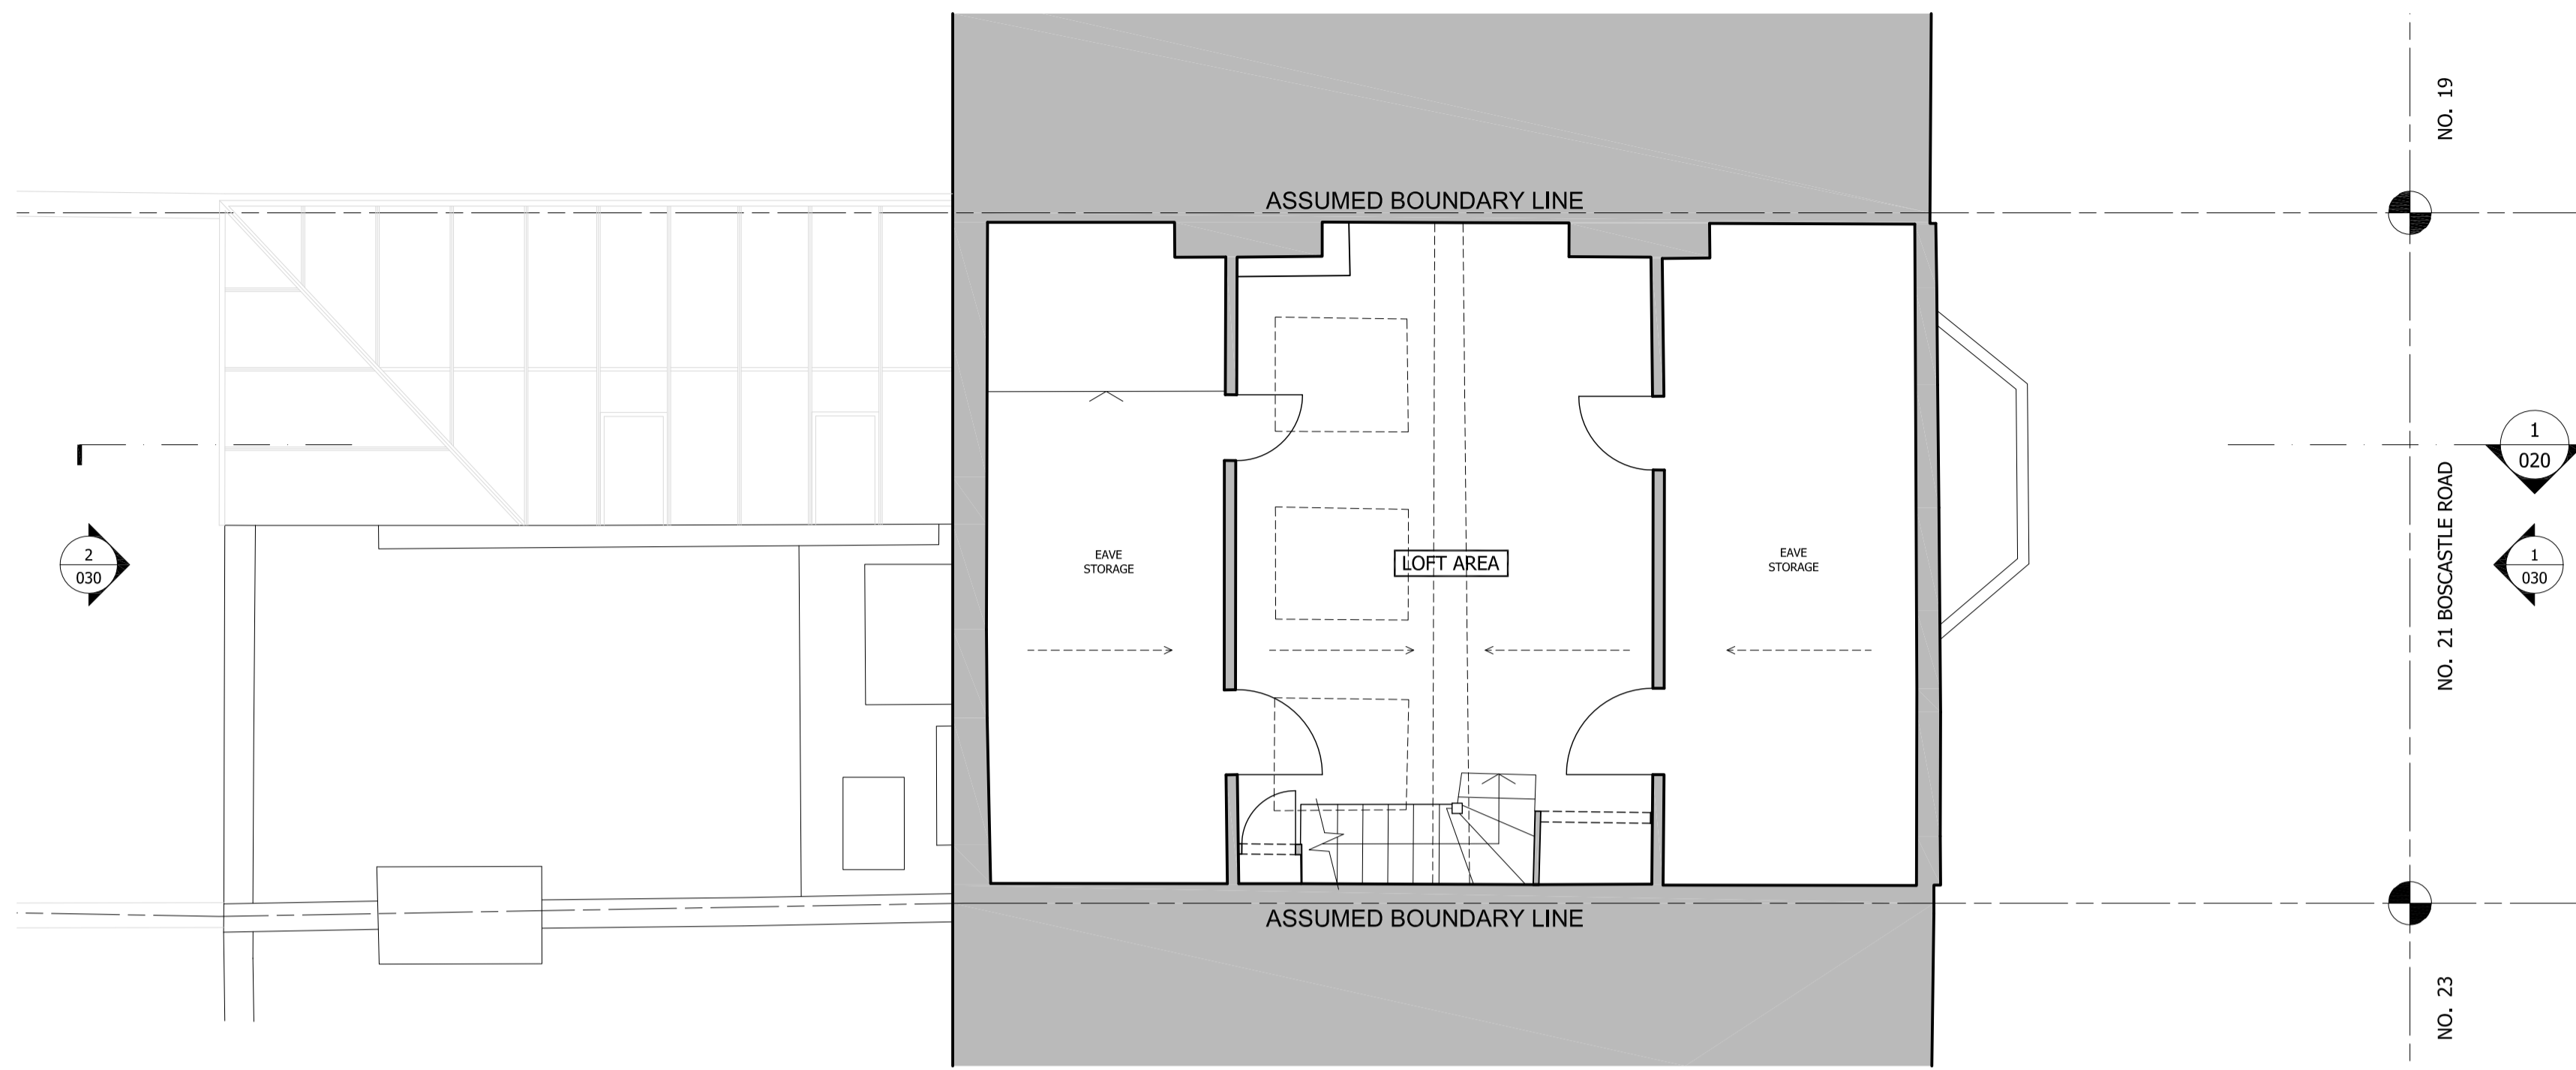 NO. 19
ASSUMED BOUNDARY LINE
1
020
NO. 21 BOSCASTLE ROAD
2
030
EAVE
STORAGE
LOFT AREA
EAVE
STORAGE
1
030
ASSUMED BOUNDARY LINE
NO. 23